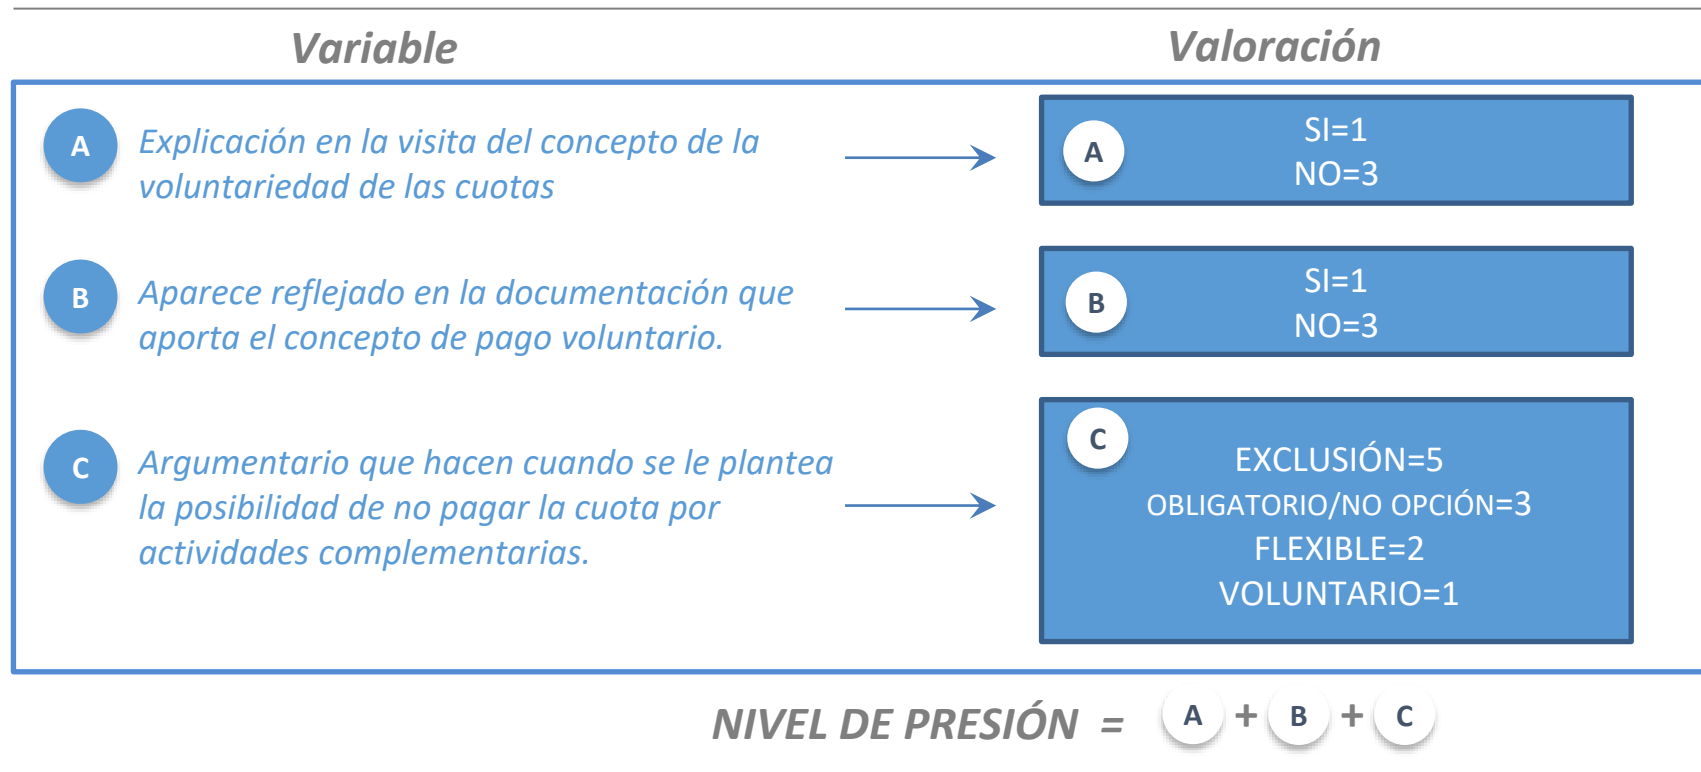 Variable
Valoración
A
Explicación en la visita del concepto de la
voluntariedad de las cuotas
A
SI=1
NO=3
B
Aparece reflejado en la documentación que
aporta el concepto de pago voluntario.
B
SI=1
NO=3
C
Argumentario que hacen cuando se le plantea
la posibilidad de no pagar la cuota por
actividades complementarias.
C
EXCLUSIÓN=5
OBLIGATORIO/NO OPCIÓN=3
FLEXIBLE=2
VOLUNTARIO=1
NIVEL DE PRESIÓN = A + B + C